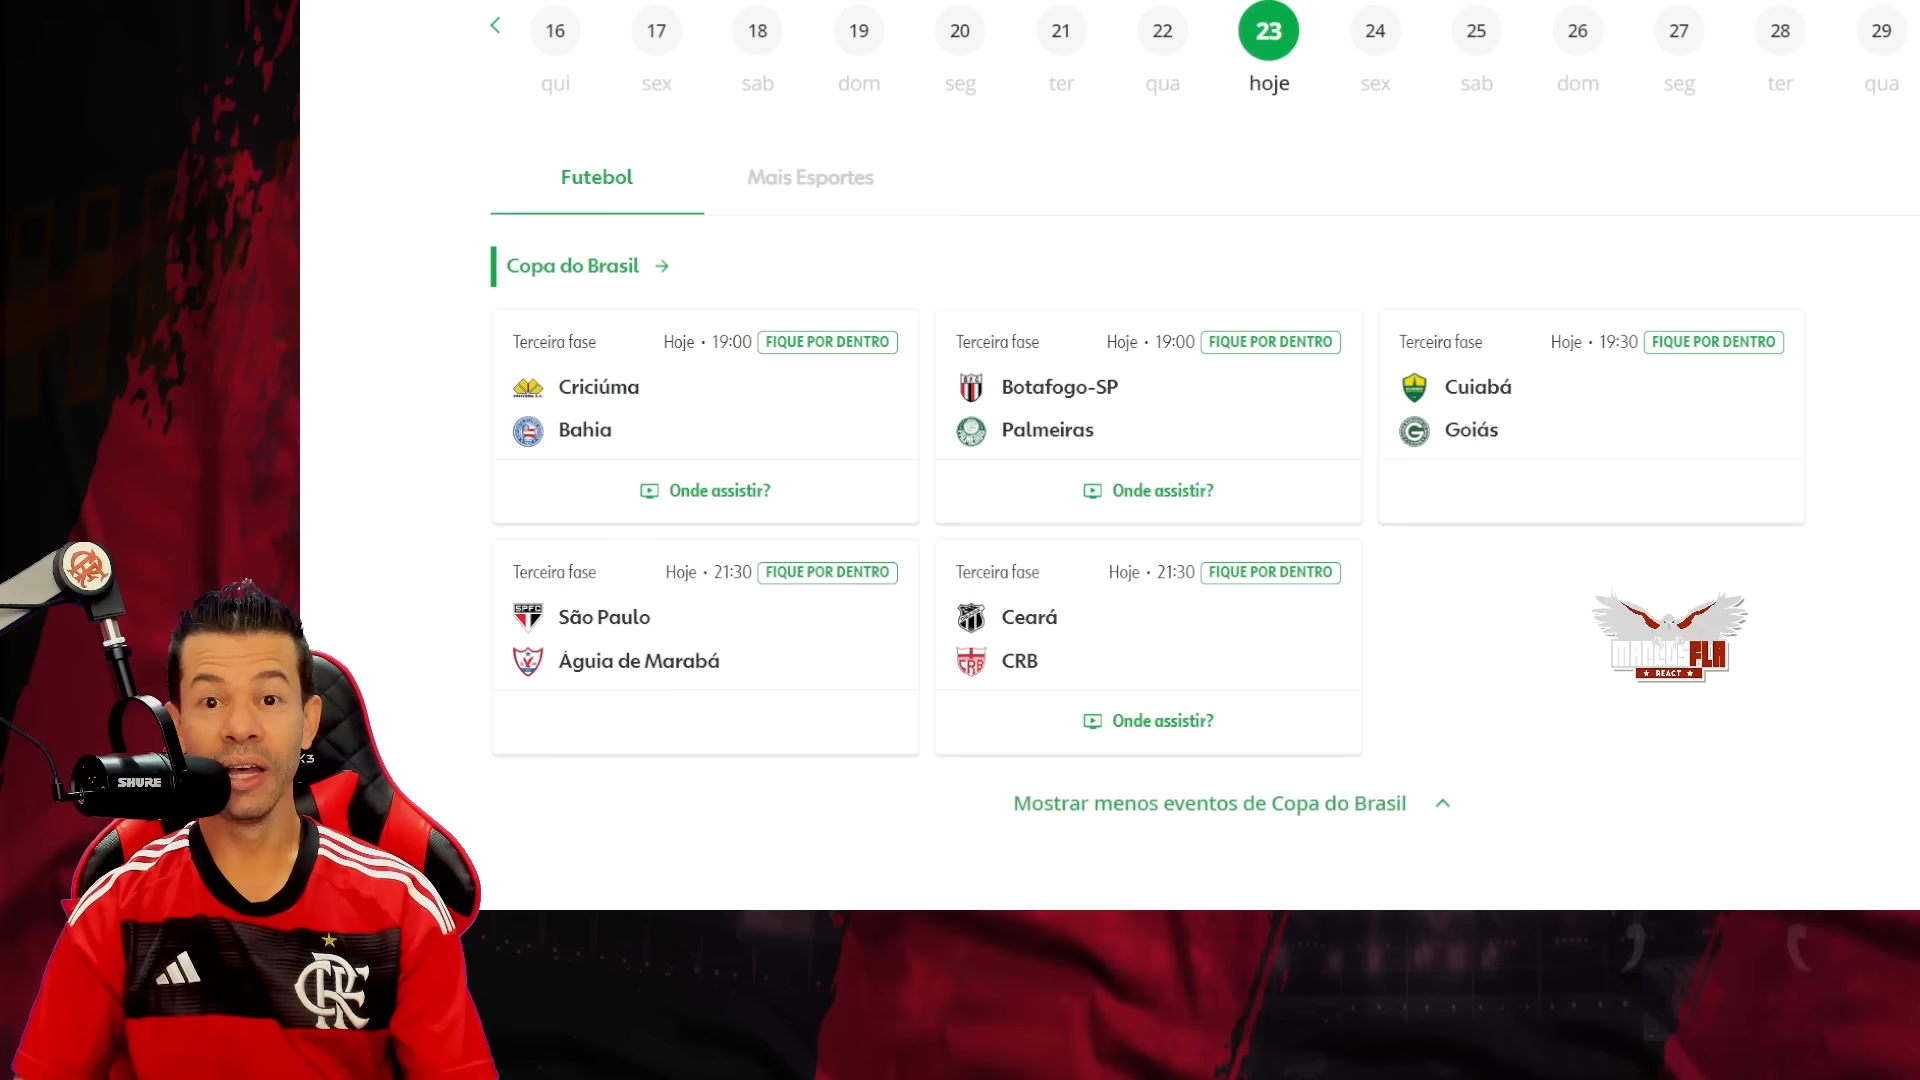 16 17 18 19 20 21 22 23 24 25 26 27 28 29
qui sex sab dom seg ter qua hoje sex sab dom seg ter qua
Futebol Mais Esportes
Copa do Brasil
Terceira fase Hoje • 19:00 FIQUE POR DENTRO
Criciúma
Bahia
Onde assistir?
Terceira fase Hoje • 19:00 FIQUE POR DENTRO
Botafogo-SP
Palmeiras
Onde assistir?
Terceira fase Hoje • 19:30 FIQUE POR DENTRO
Cuiabá
Goiás
Terceira fase Hoje • 21:30 FIQUE POR DENTRO
SPFC
São Paulo
Águia de Marabá
Terceira fase Hoje • 21:30 FIQUE POR DENTRO
Ceará
CRB
CRB
Onde assistir?
FLA
REACT
Mostrar menos eventos de Copa do Brasil
SHURE